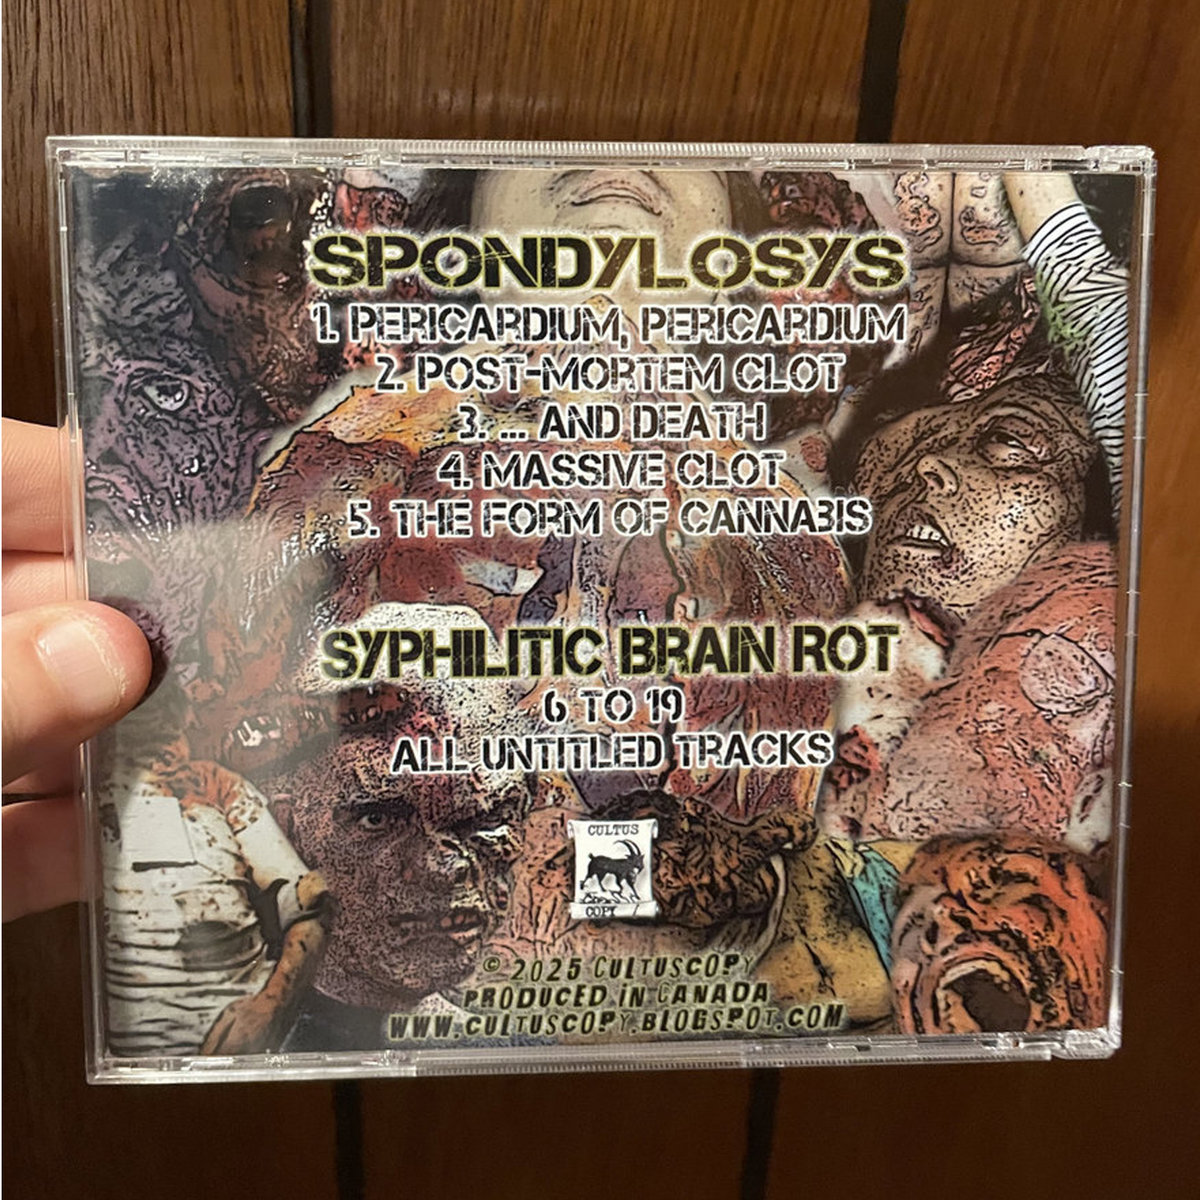 SPONDYLOSYS
1. PERICARDIUM, PERICARDIUM
2. POST-MORTEM CLOT
3. ... AND DEATH
4. MASSIVE CLOT
5. THE FORM OF CANNABIS
SYPHILITIC BRAIN ROT
6 TO 19
ALL UNTITLED TRACKS
CULTUS
COPY
© 2025 CULTUSCOPY
PRODUCED IN CANADA
WWW.CULTUSCOPY.BLOGSPOT.COM